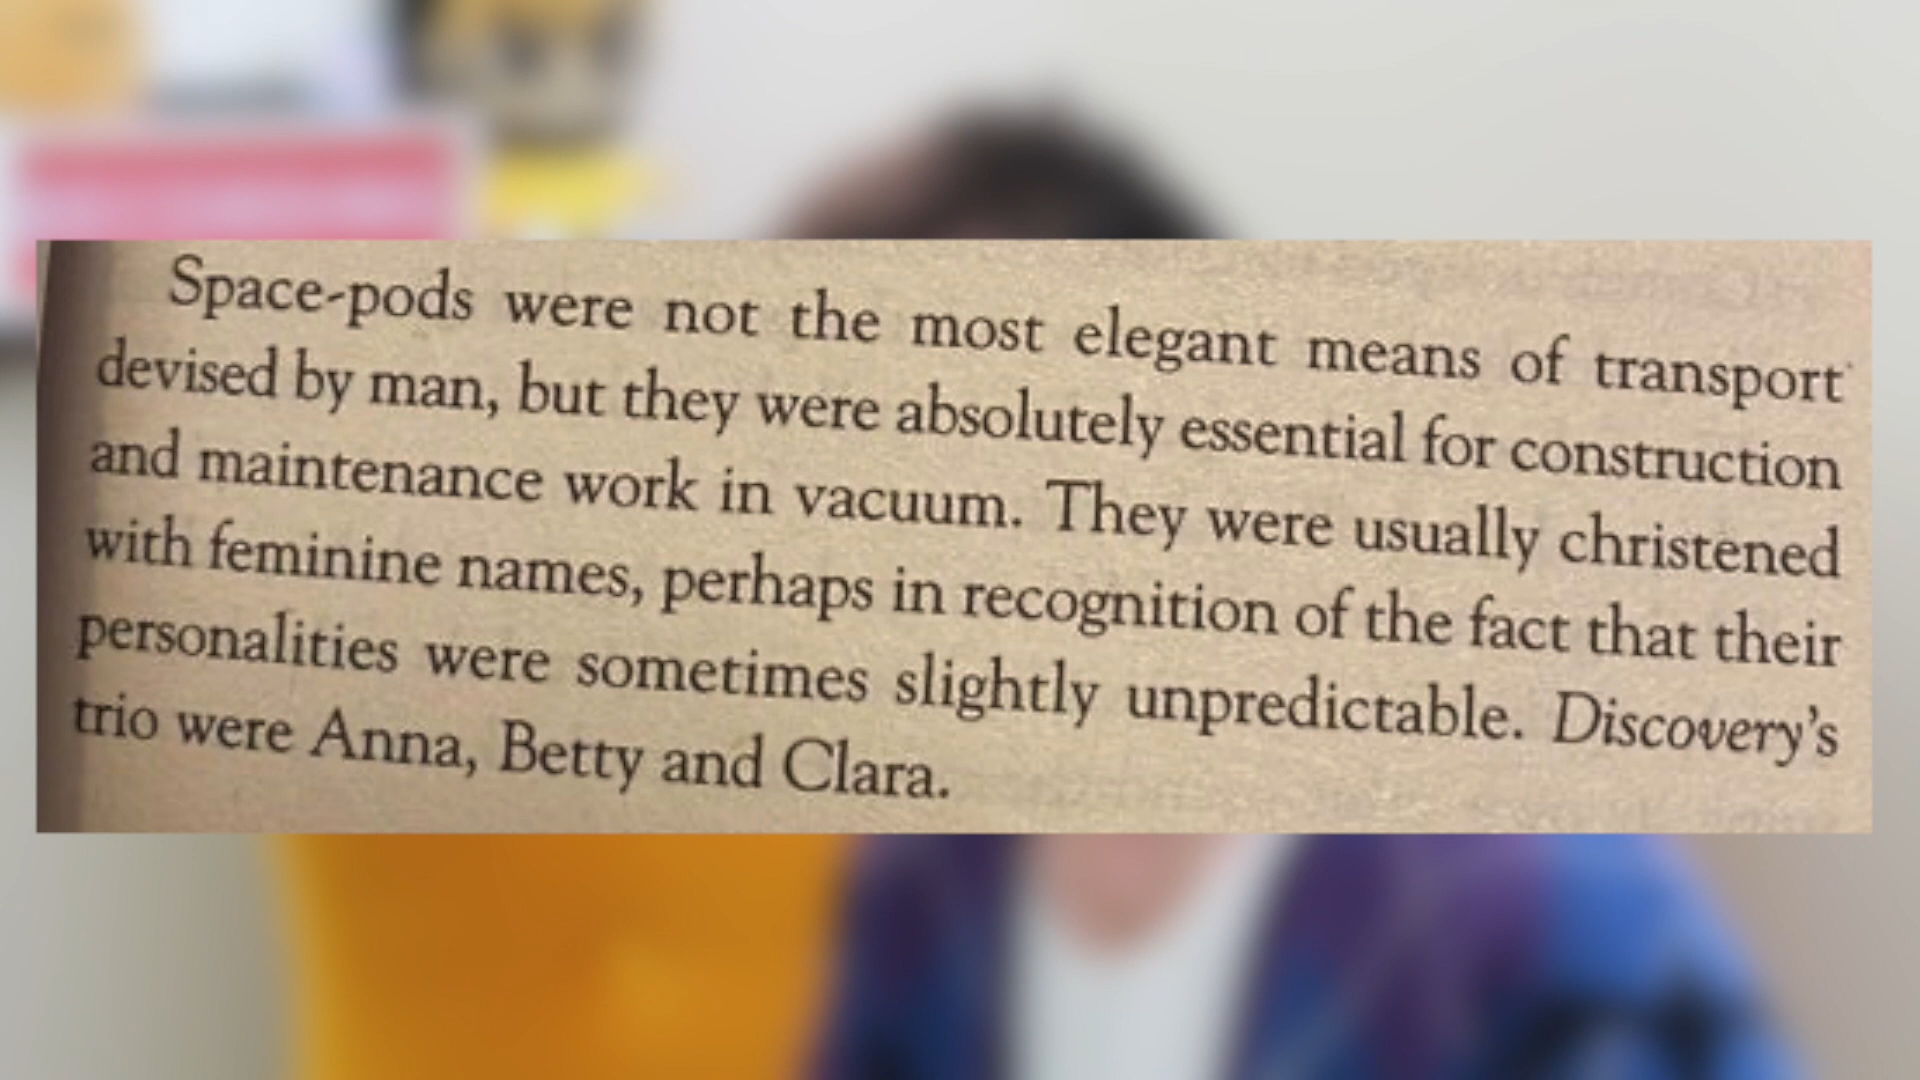 Space-pods were not the most elegant means of transport
devised by man, but they were absolutely essential for construction
and maintenance work in vacuum. They were usually christened
with feminine names, perhaps in recognition of the fact that their
personalities were sometimes slightly unpredictable. Discovery's
trio were Anna, Betty and Clara.